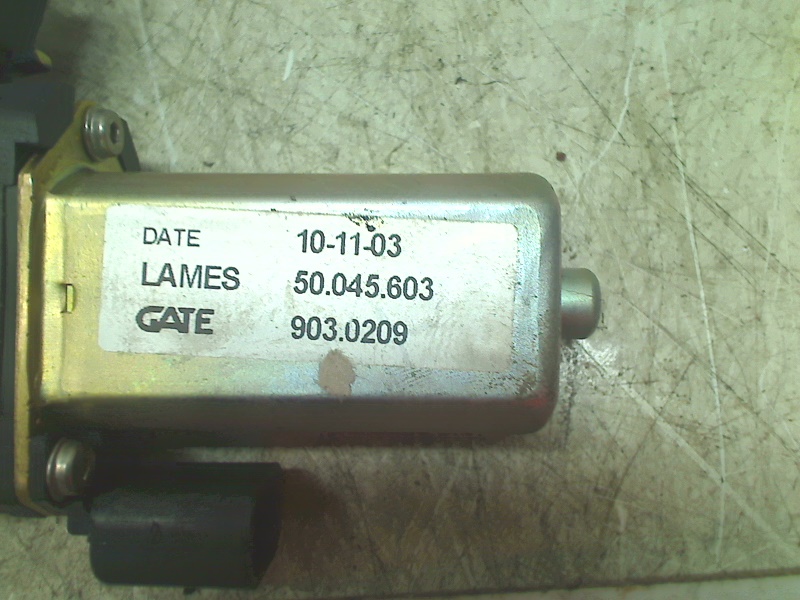 DATE 10-11-03
LAMES 50.045.603
GATE 903.0209